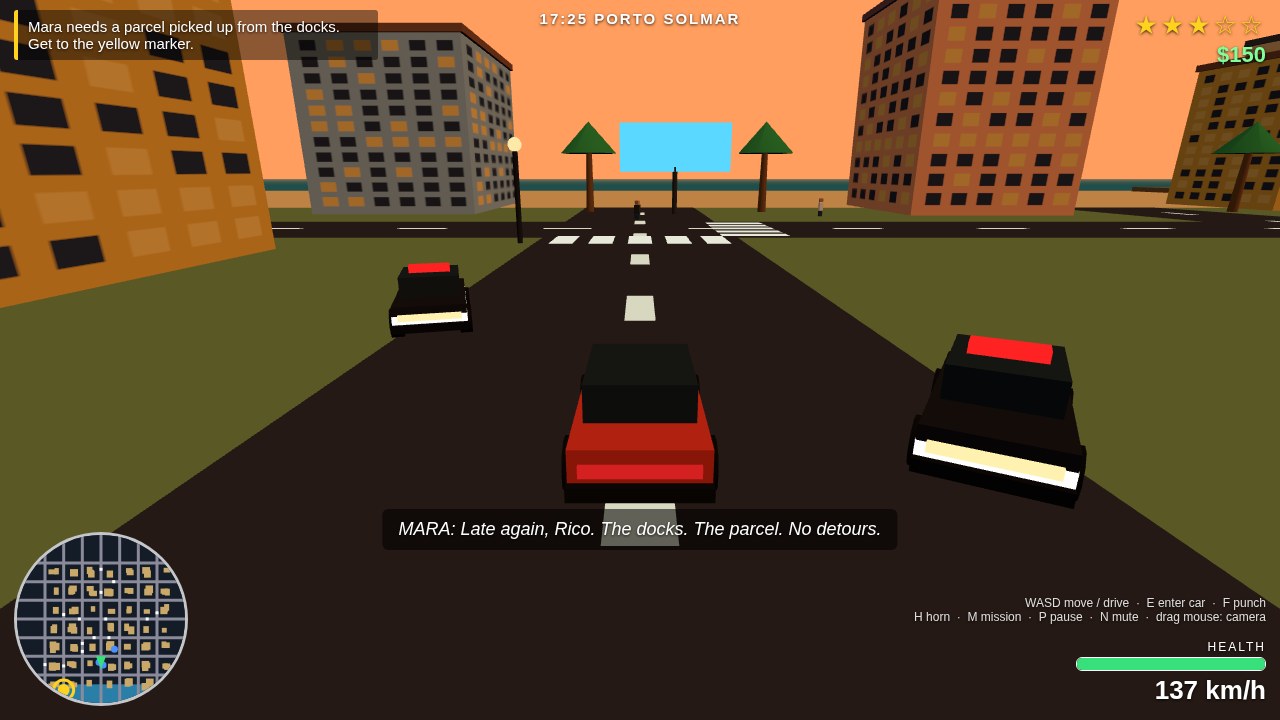 Mara needs a parcel picked up from the docks.
Get to the yellow marker.
17:25 PORTO SOLMAR
★★★☆☆
$150
MARA: Late again, Rico. The docks. The parcel. No detours.
WASD move / drive · E enter car · F punch
H horn · M mission · P pause · N mute · drag mouse: camera
HEALTH
137 km/h